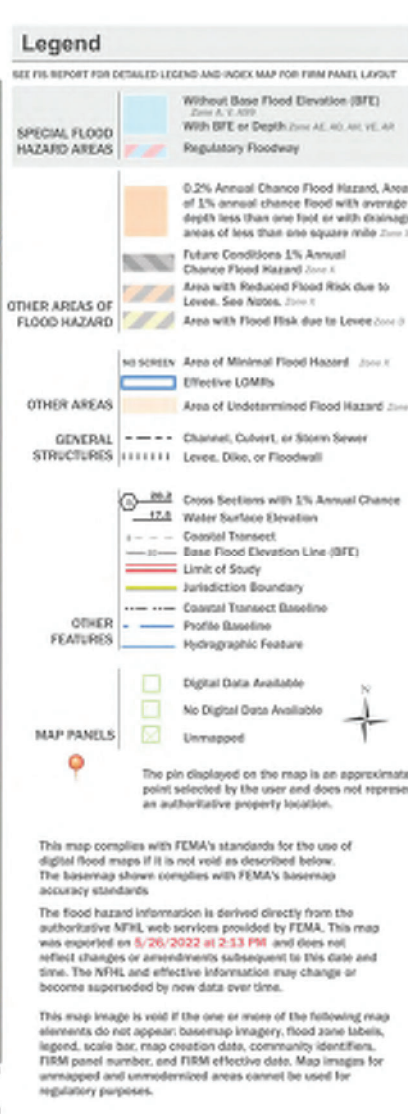 Legend
SEE FIS REPORT FOR DETAILED LEGEND AND INDEX MAP FOR FIRM PANEL LAYOUT
SPECIAL FLOOD
HAZARD AREAS
Without Base Flood Elevation (BFE)
Zone A, V, A99
With BFE or Depth Zone AE, AO, AH, VE, AR
Regulatory Floodway
OTHER AREAS OF
FLOOD HAZARD
0.2% Annual Chance Flood Hazard, Area
of 1% annual chance flood with average
depth less than one foot or with drainag
areas of less than one square mile Zone
Future Conditions 1% Annual
Chance Flood Hazard Zone X
Area with Reduced Flood Risk due to
Levee. See Notes. Zone X
Area with Flood Risk due to Levee Zone D
OTHER AREAS
NO SCREEN Area of Minimal Flood Hazard Zone X
Effective LOMRs
Area of Undetermined Flood Hazard Zone
GENERAL
STRUCTURES
Channel, Culvert, or Storm Sewer
Levee, Dike, or Floodwall
OTHER
FEATURES
20.2 Cross Sections with 1% Annual Chance
17.5 Water Surface Elevation
Coastal Transect
Base Flood Elevation Line (BFE)
Limit of Study
Jurisdiction Boundary
Coastal Transect Baseline
Profile Baseline
Hydrographic Feature
MAP PANELS
Digital Data Available
No Digital Data Available
Unmapped
N
The pin displayed on the map is an approximate
point selected by the user and does not represe
an authoritative property location.
This map complies with FEMA's standards for the use of
digital flood maps if it is not void as described below.
The basemap shown complies with FEMA's basemap
accuracy standards
The flood hazard information is derived directly from the
authoritative NFHL web services provided by FEMA. This map
was exported on 5/26/2022 at 2:13 PM and does not
reflect changes or amendments subsequent to this date and
time. The NFHL and effective information may change or
become superseded by new data over time.
This map image is void if the one or more of the following map
elements do not appear: basemap imagery, flood zone labels,
legend, scale bar, map creation date, community identifiers,
FIRM panel number, and FIRM effective date. Map images for
unmapped and unmodernized areas cannot be used for
regulatory purposes.